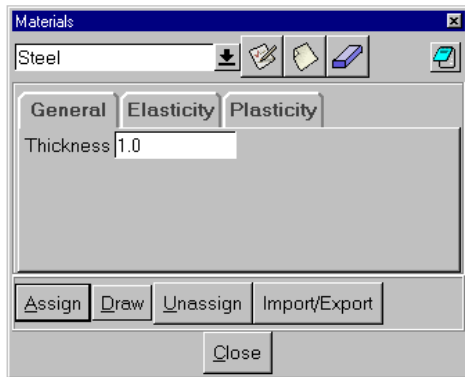 Materials
Steel
General Elasticity Plasticity
Thickness 1.0
Assign Draw Unassign Import/Export
Close